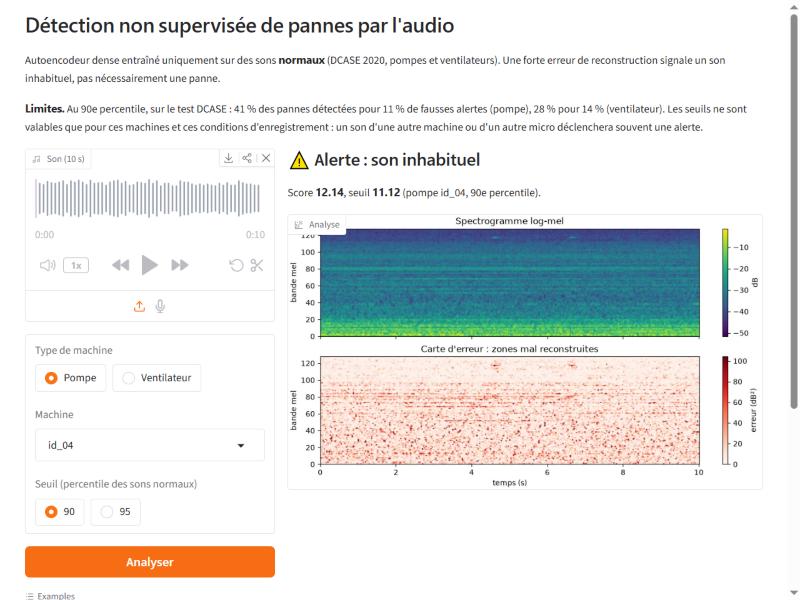 Détection non supervisée de pannes par l'audio
Autoencodeur dense entraîné uniquement sur des sons normaux (DCASE 2020, pompes et ventilateurs). Une forte erreur de reconstruction signale un son
inhabituel, pas nécessairement une panne.
Limites. Au 90e percentile, sur le test DCASE : 41 % des pannes détectées pour 11 % de fausses alertes (pompe), 28 % pour 14 % (ventilateur). Les seuils ne sont
valables que pour ces machines et ces conditions d'enregistrement : un son d'une autre machine ou d'un autre micro déclenchera souvent une alerte.
Son (10 s)
0:00
0:10
1x
Type de machine
Pompe
Ventilateur
Machine
id_04
Seuil (percentile des sons normaux)
90
95
Analyser
Examples
Alerte : son inhabituel
Score 12.14, seuil 11.12 (pompe id_04, 90e percentile).
Analyse
Spectrogramme log-mel
bande mel
120
100
80
60
40
20
0
−10
−20
−30
−40
−50
dB
Carte d'erreur : zones mal reconstruites
bande mel
120
100
80
60
40
20
0
0
2
4
6
8
10
temps (s)
100
80
60
40
20
0
erreur (dB²)